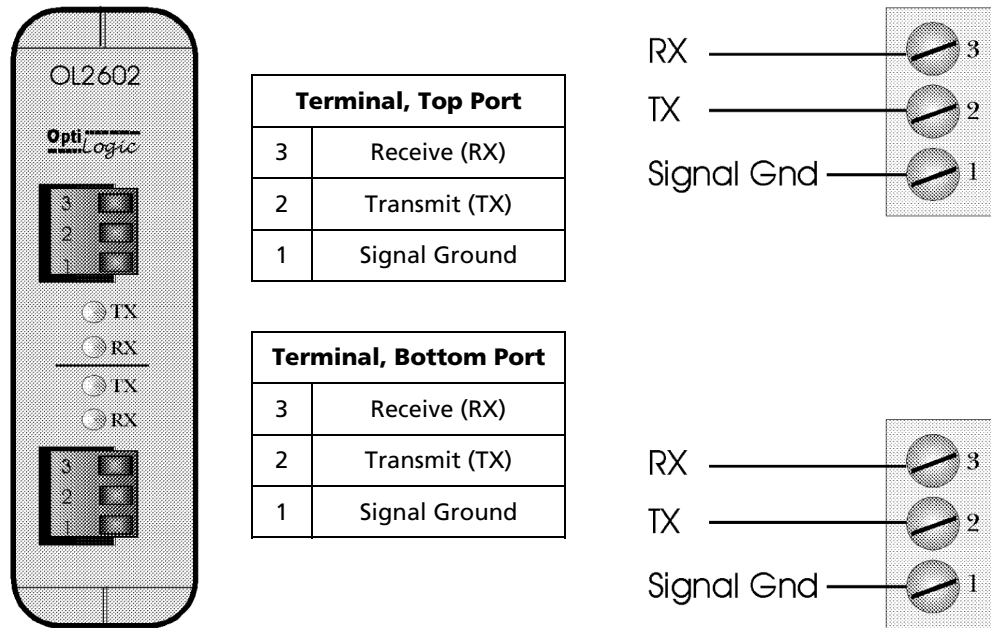 OL2602
Opti Logic
3
2
1
TX
RX
TX
RX
3
2
1
Terminal, Top Port
3 Receive (RX)
2 Transmit (TX)
1 Signal Ground
Terminal, Bottom Port
3 Receive (RX)
2 Transmit (TX)
1 Signal Ground
RX 3
TX 2
Signal Gnd 1
RX 3
TX 2
Signal Gnd 1